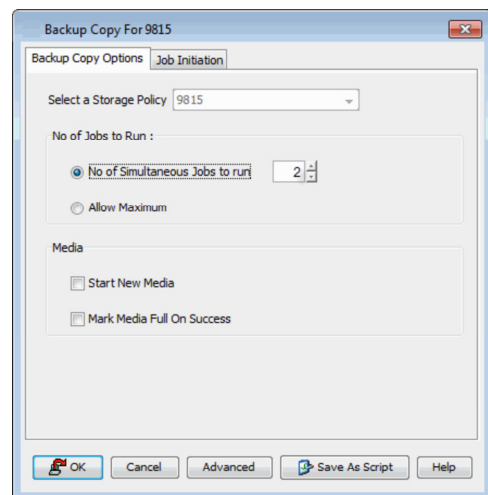 Backup Copy For 9815
Backup Copy Options Job Initiation
Select a Storage Policy 9815
No of Jobs to Run :
No of Simultaneous Jobs to run 2
Allow Maximum
Media
Start New Media
Mark Media Full On Success
OK Cancel Advanced Save As Script Help